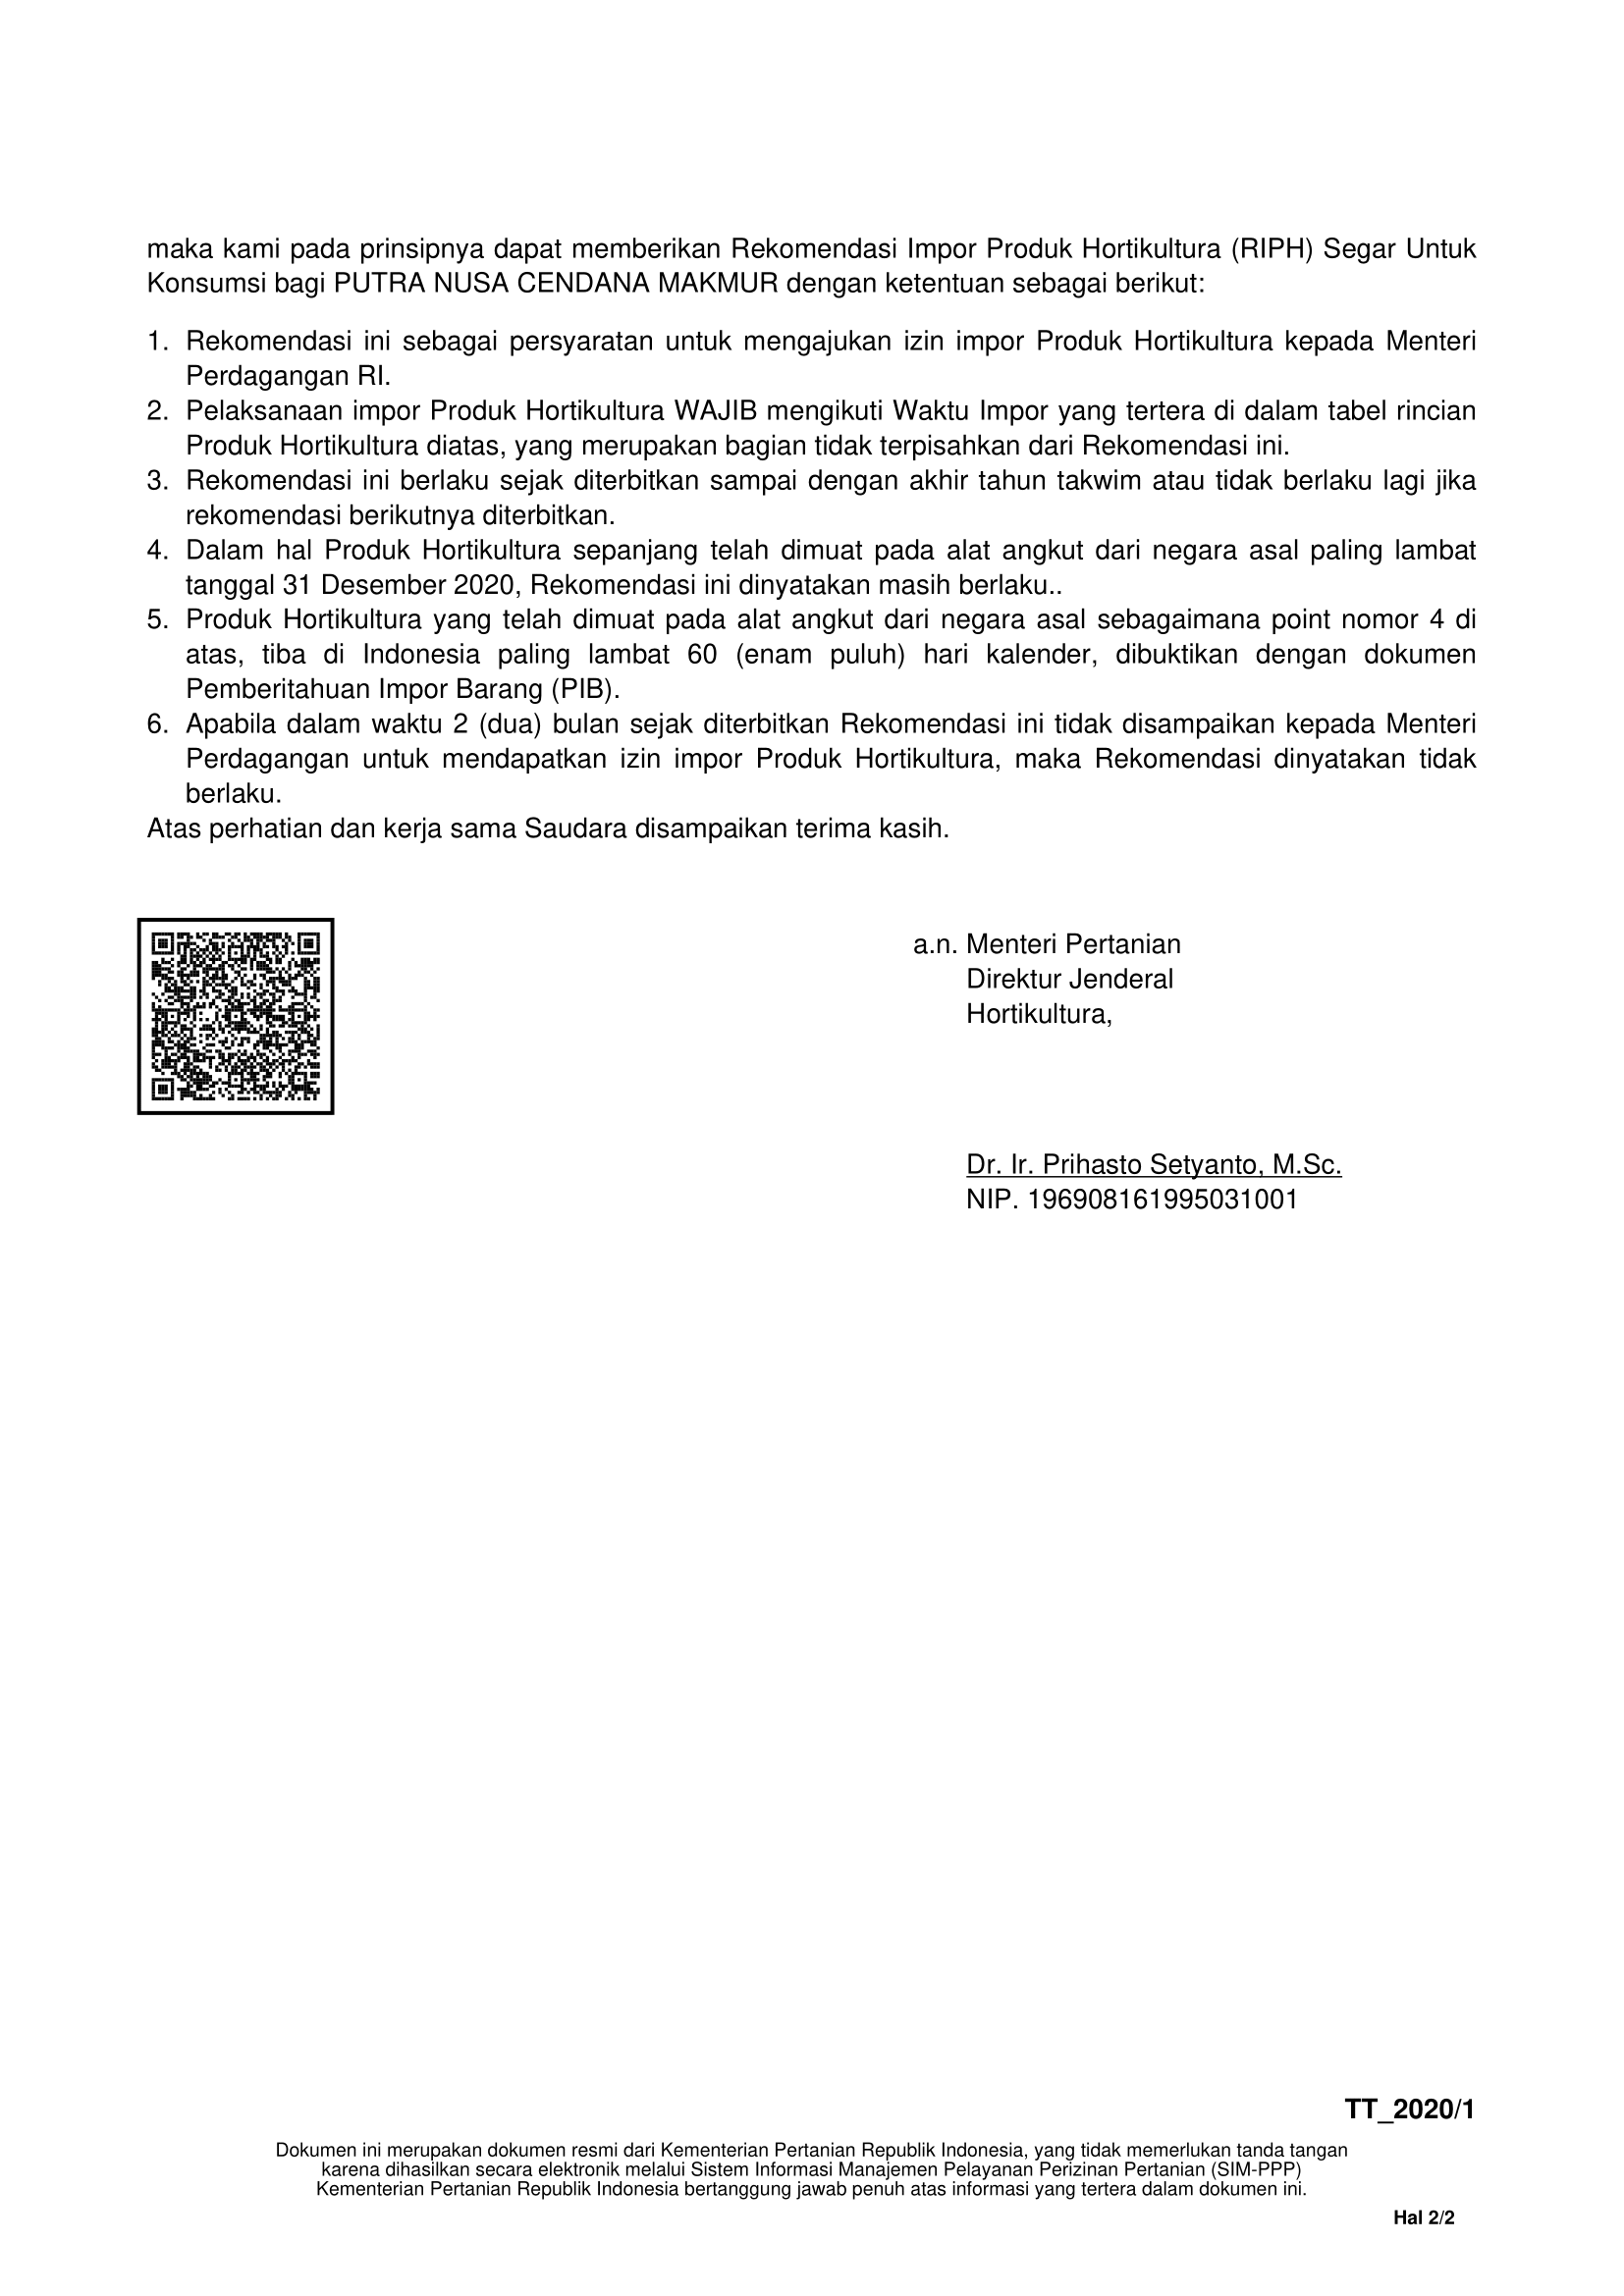 maka kami pada prinsipnya dapat memberikan Rekomendasi Impor Produk Hortikultura (RIPH) Segar Untuk
Konsumsi bagi PUTRA NUSA CENDANA MAKMUR dengan ketentuan sebagai berikut:
1. Rekomendasi ini sebagai persyaratan untuk mengajukan izin impor Produk Hortikultura kepada Menteri
Perdagangan RI.
2. Pelaksanaan impor Produk Hortikultura WAJIB mengikuti Waktu Impor yang tertera di dalam tabel rincian
Produk Hortikultura diatas, yang merupakan bagian tidak terpisahkan dari Rekomendasi ini.
3. Rekomendasi ini berlaku sejak diterbitkan sampai dengan akhir tahun takwim atau tidak berlaku lagi jika
rekomendasi berikutnya diterbitkan.
4. Dalam hal Produk Hortikultura sepanjang telah dimuat pada alat angkut dari negara asal paling lambat
tanggal 31 Desember 2020, Rekomendasi ini dinyatakan masih berlaku..
5. Produk Hortikultura yang telah dimuat pada alat angkut dari negara asal sebagaimana point nomor 4 di
atas, tiba di Indonesia paling lambat 60 (enam puluh) hari kalender, dibuktikan dengan dokumen
Pemberitahuan Impor Barang (PIB).
6. Apabila dalam waktu 2 (dua) bulan sejak diterbitkan Rekomendasi ini tidak disampaikan kepada Menteri
Perdagangan untuk mendapatkan izin impor Produk Hortikultura, maka Rekomendasi dinyatakan tidak
berlaku.
Atas perhatian dan kerja sama Saudara disampaikan terima kasih.
a.n. Menteri Pertanian
Direktur Jenderal
Hortikultura,
Dr. Ir. Prihasto Setyanto, M.Sc.
NIP. 196908161995031001
TT_2020/1
Dokumen ini merupakan dokumen resmi dari Kementerian Pertanian Republik Indonesia, yang tidak memerlukan tanda tangan
karena dihasilkan secara elektronik melalui Sistem Informasi Manajemen Pelayanan Perizinan Pertanian (SIM-PPP)
Kementerian Pertanian Republik Indonesia bertanggung jawab penuh atas informasi yang tertera dalam dokumen ini.
Hal 2/2